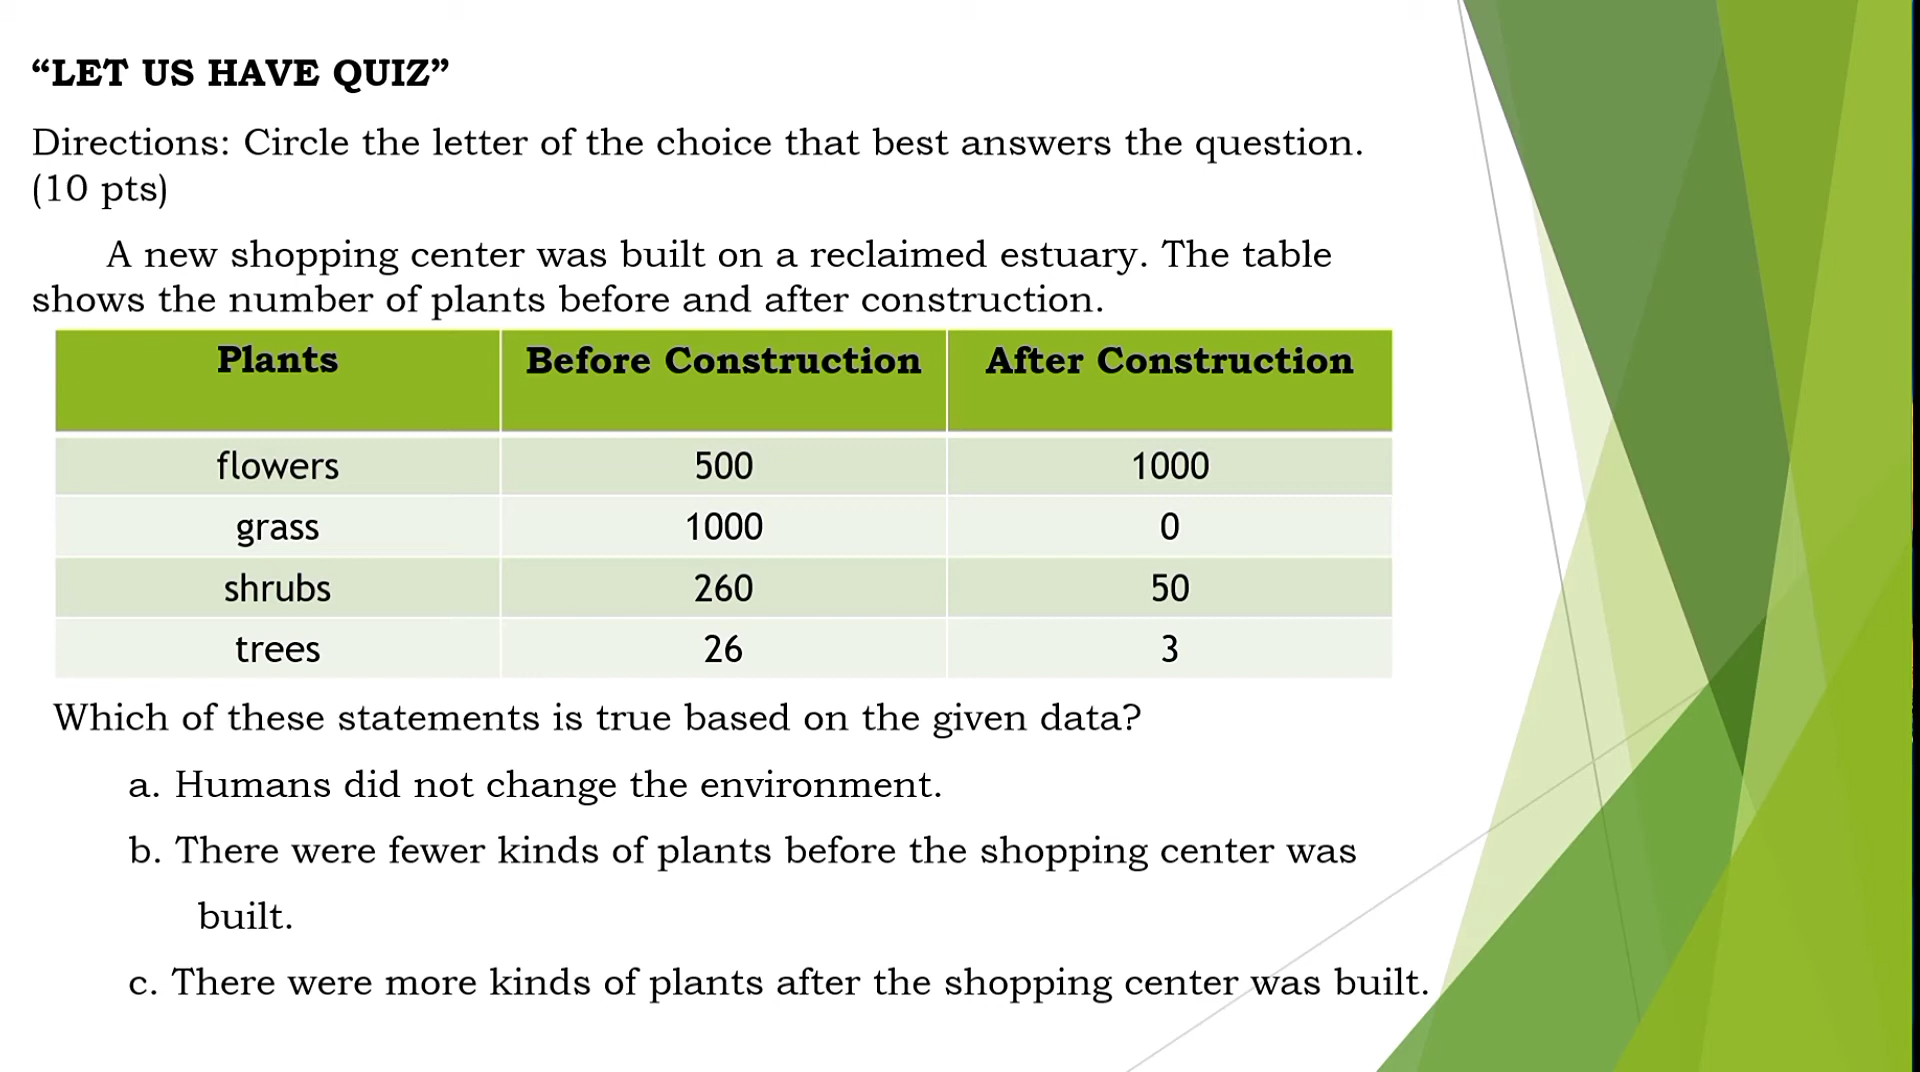 “LET US HAVE QUIZ”
Directions: Circle the letter of the choice that best answers the question.
(10 pts)
A new shopping center was built on a reclaimed estuary. The table
shows the number of plants before and after construction.
Plants Before Construction After Construction
flowers 500 1000
grass 1000 0
shrubs 260 50
trees 26 3
Which of these statements is true based on the given data?
a. Humans did not change the environment.
b. There were fewer kinds of plants before the shopping center was
built.
c. There were more kinds of plants after the shopping center was built.